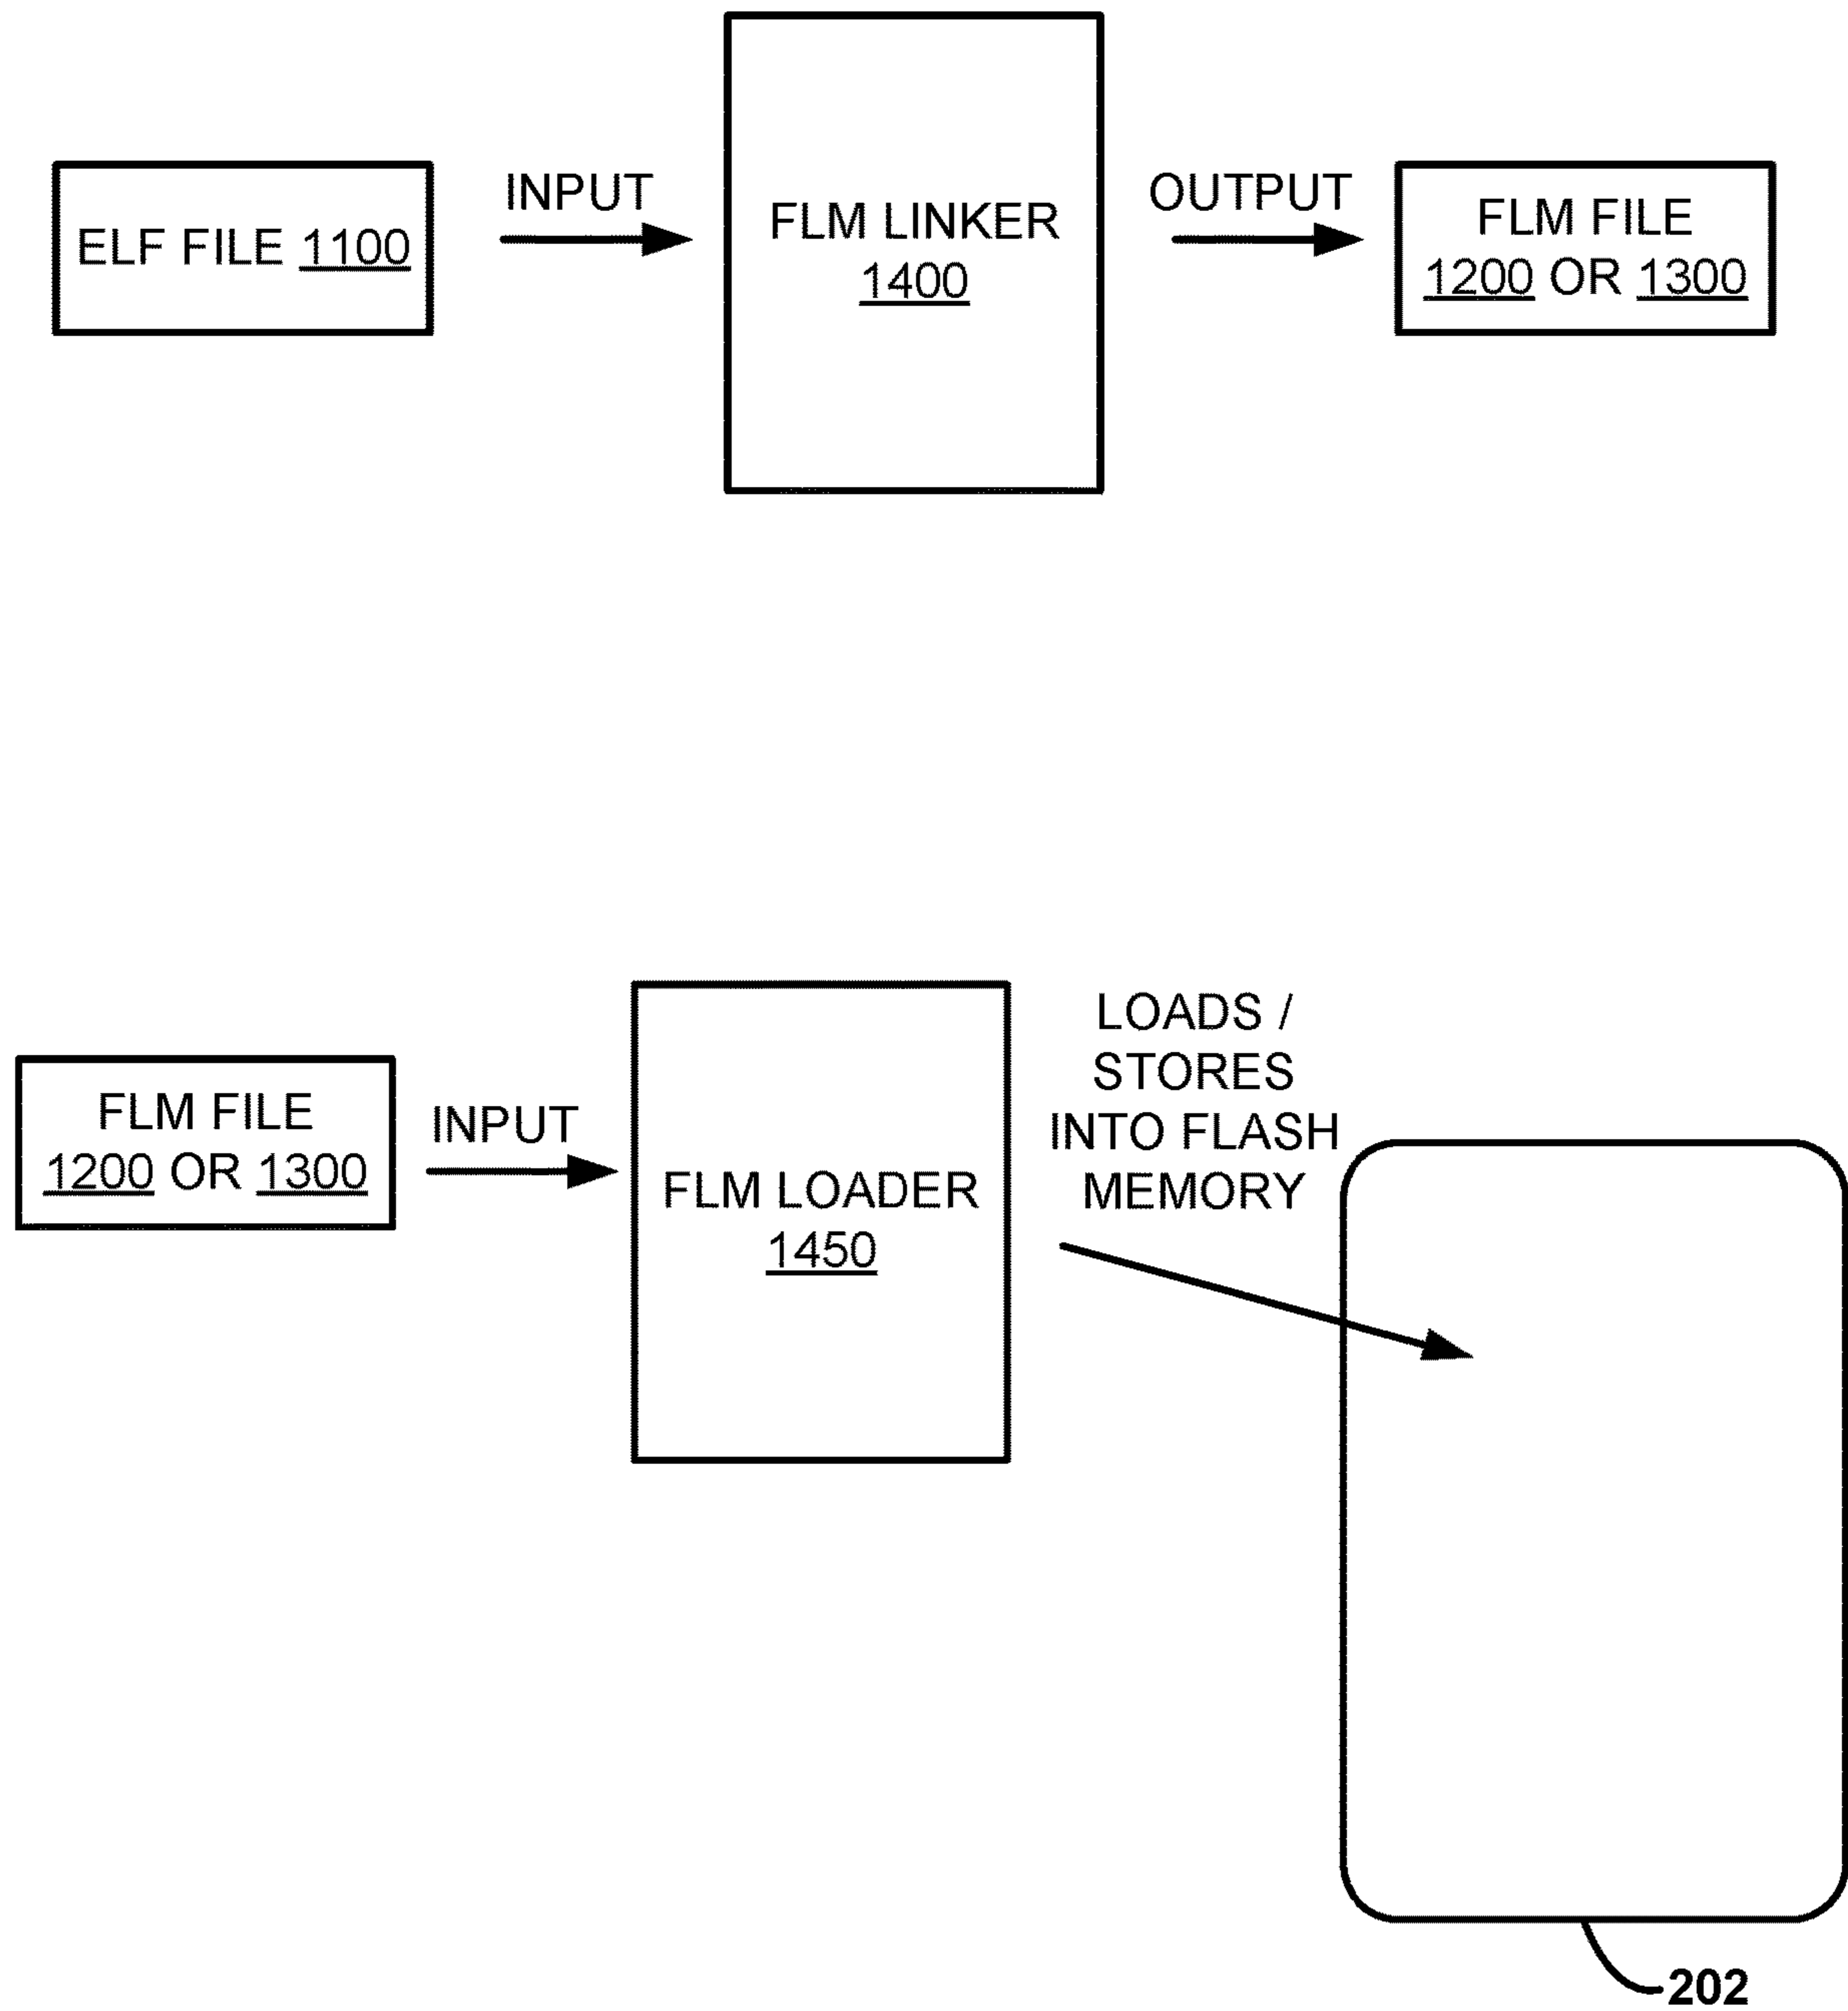 INPUT
OUTPUT
ELF FILE 1100
FLM LINKER
1400
FLM FILE
1200 OR 1300
LOADS /
STORES
INTO FLASH
MEMORY
FLM FILE
1200 OR 1300
INPUT
FLM LOADER
1450
202